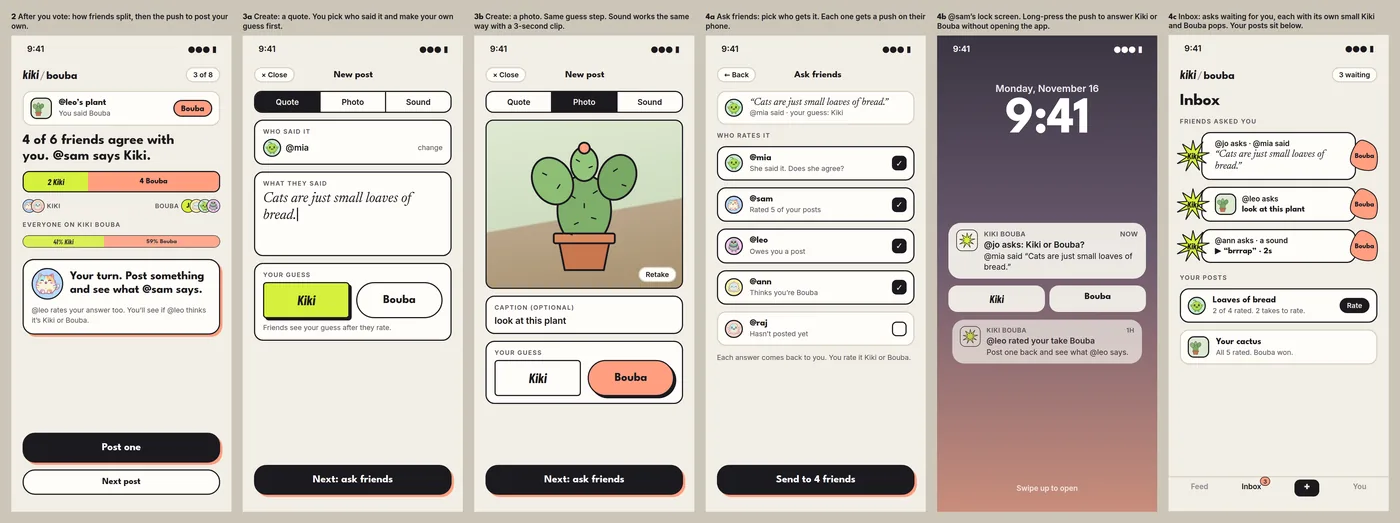 2 After you vote: how friends split, then the push to post your
own.
9:41
kiki / bouba
3 of 8
@leo's plant
You said Bouba
Bouba
4 of 6 friends agree with
you. @sam says Kiki.
2 Kiki
4 Bouba
KIKI
BOUBA
EVERYONE ON KIKI BOUBA
41% Kiki
59% Bouba
Your turn. Post something
and see what @sam says.
@leo rates your answer too. You'll see if @leo thinks
it's Kiki or Bouba.
Post one
Next post
3a Create: a quote. You pick who said it and make your own
guess first.
9:41
× Close
New post
Quote
Photo
Sound
WHO SAID IT
@mia
change
WHAT THEY SAID
Cats are just small loaves of
bread.
YOUR GUESS
Kiki
Bouba
Friends see your guess after they rate.
Next: ask friends
3b Create: a photo. Same guess step. Sound works the same
way with a 3-second clip.
9:41
× Close
New post
Quote
Photo
Sound
Retake
CAPTION (OPTIONAL)
look at this plant
YOUR GUESS
Kiki
Bouba
Next: ask friends
4a Ask friends: pick who gets it. Each one gets a push on their
phone.
9:41
← Back
Ask friends
“Cats are just small loaves of bread.”
@mia said · your guess: Kiki
WHO RATES IT
@mia
She said it. Does she agree?
@sam
Rated 5 of your posts
@leo
Owes you a post
@ann
Thinks you're Bouba
@raj
Hasn't posted yet
Each answer comes back to you. You rate it Kiki or Bouba.
Send to 4 friends
4b @sam's lock screen. Long-press the push to answer Kiki or
Bouba without opening the app.
9:41
Monday, November 16
9:41
KIKI BOUBA
NOW
@jo asks: Kiki or Bouba?
@mia said “Cats are just small loaves of
bread.”
Kiki
Bouba
KIKI BOUBA
1H
@leo rated your take Bouba
Post one back and see what @leo says.
Swipe up to open
4c Inbox: asks waiting for you, each with its own small Kiki
and Bouba pops. Your posts sit below.
9:41
kiki / bouba
3 waiting
Inbox
FRIENDS ASKED YOU
Kiki
@jo asks · @mia said
“Cats are just small loaves of
bread.”
Bouba
Kiki
@leo asks
look at this plant
Bouba
Kiki
@ann asks · a sound
▶ “brrrap” · 2s
Bouba
YOUR POSTS
Loaves of bread
2 of 4 rated. 2 takes to rate.
Rate
Your cactus
All 5 rated. Bouba won.
Feed
Inbox
3
+
You